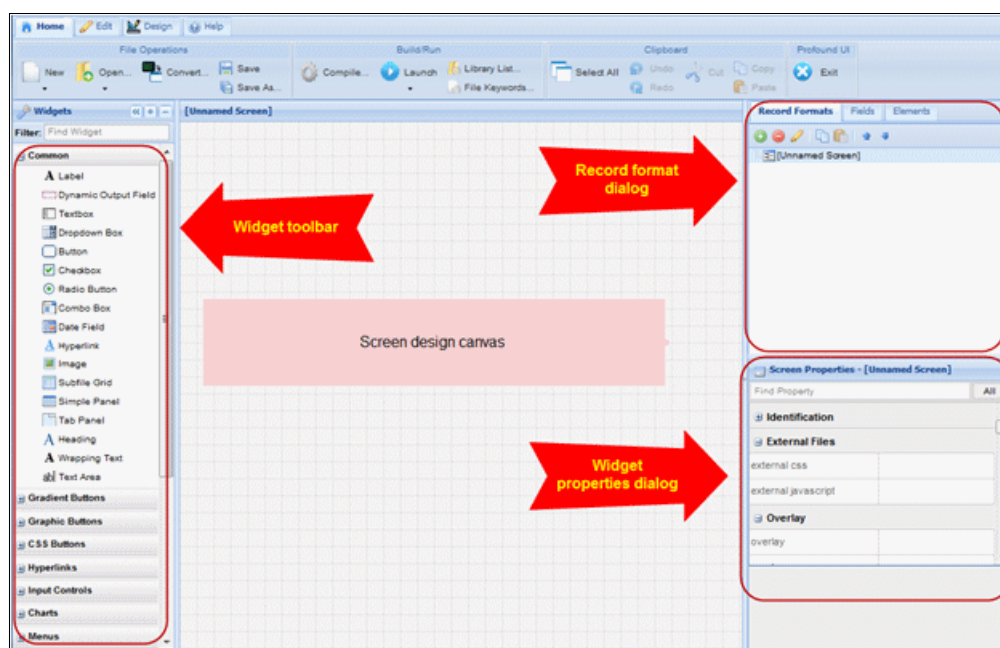 Home Edit Design Help
File Operations Build/Run Clipboard Profound UI
New Open... Convert... Save Save As... Compile... Launch Library List... File Keywords... Select All Undo Redo Cut Copy Paste Exit
Widgets
Filter: Find Widget
Common
A Label
Dynamic Output Field
Textbox
Dropdown Box
Button
Checkbox
Radio Button
Combo Box
Date Field
A Hyperlink
Image
Subfile Grid
Simple Panel
Tab Panel
A Heading
A Wrapping Text
abl Text Area
Gradient Buttons
Graphic Buttons
CSS Buttons
Hyperlinks
Input Controls
Charts
Menus
[Unnamed Screen]
Widget toolbar
Record format
dialog
Screen design canvas
Widget
properties dialog
Record Formats Fields Elements
[Unnamed Screen]
Screen Properties - [Unnamed Screen]
Find Property All
Identification
External Files
external css
external javascript
Overlay
overlay